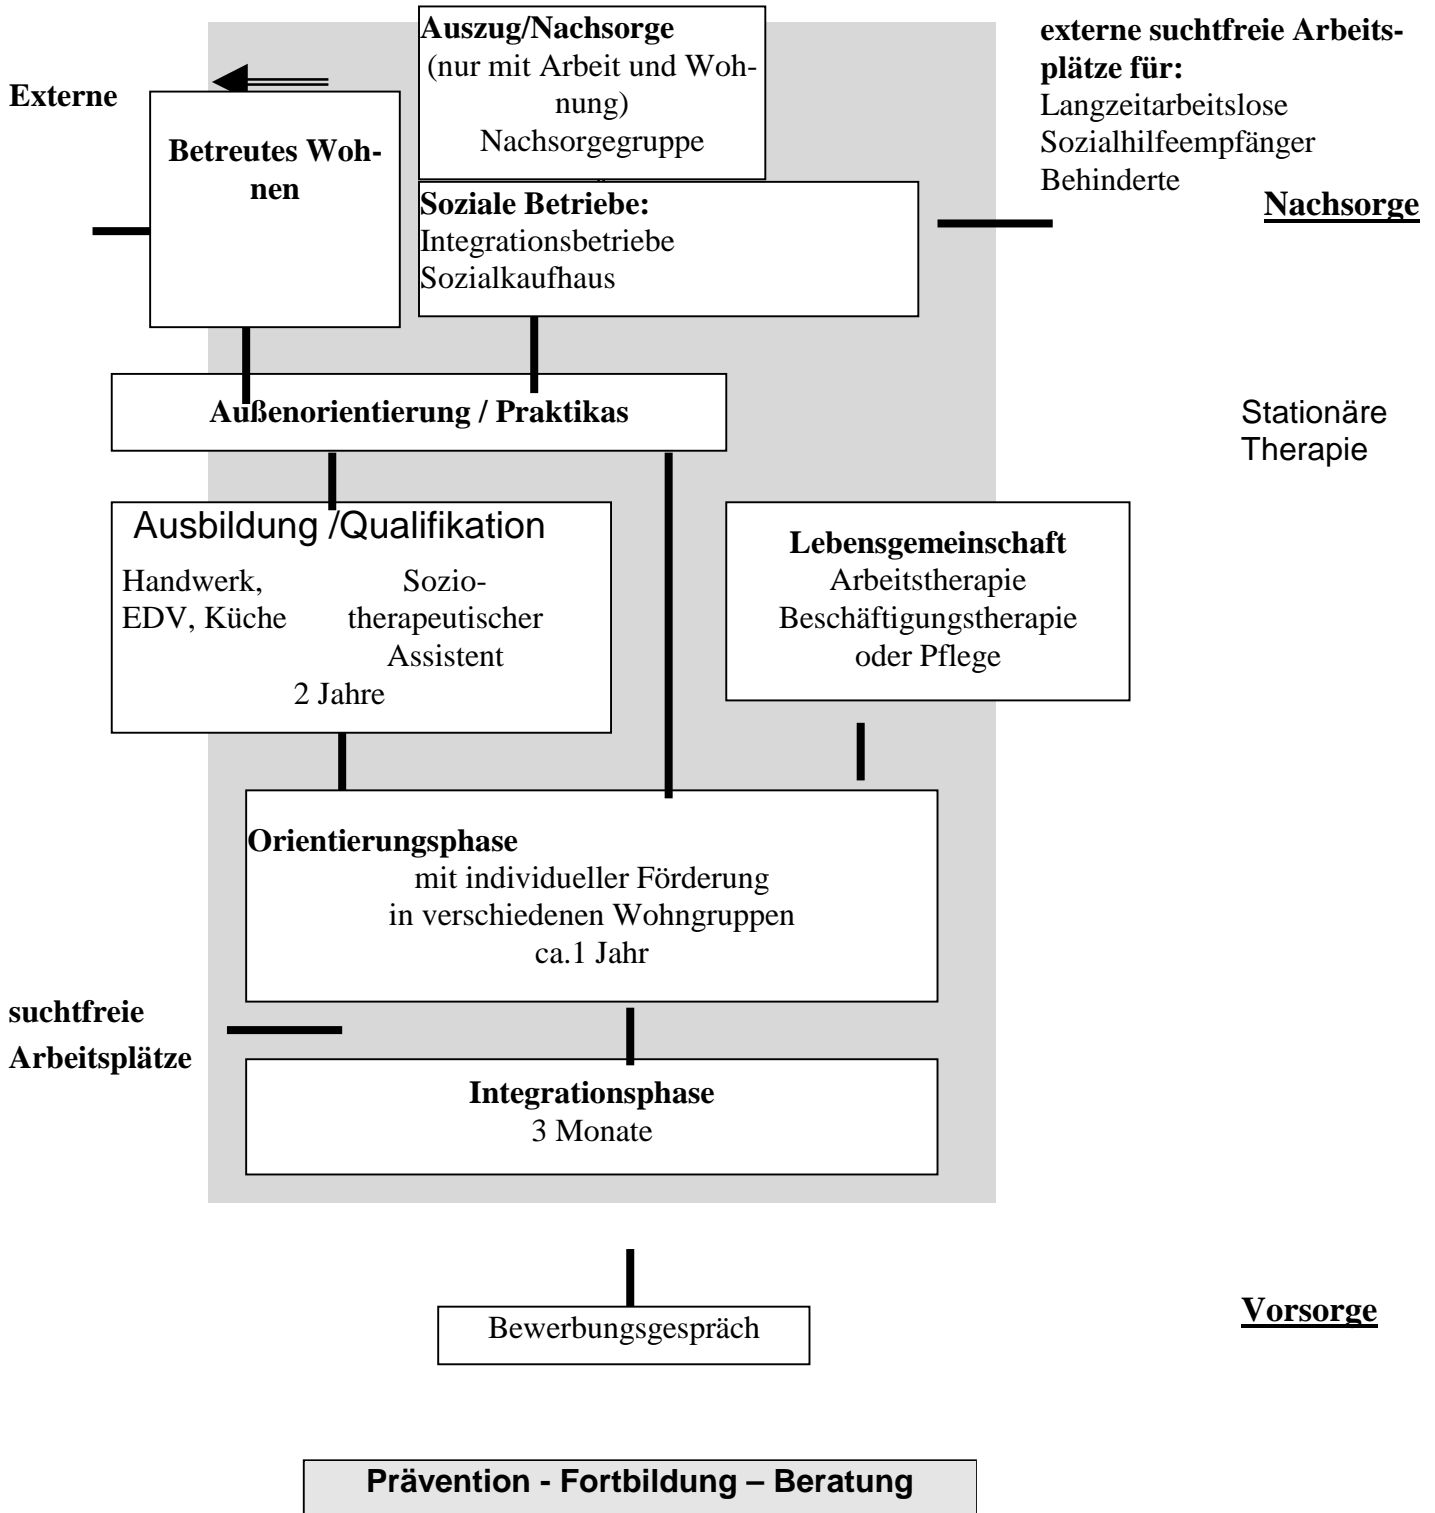 Auszug/Nachsorge
(nur mit Arbeit und Woh-
nung)
Nachsorgegruppe
externe suchtfreie Arbeits-
plätze für:
Langzeitarbeitslose
Sozialhilfeempfänger
Behinderte
Externe
Betreutes Woh-
nen
Soziale Betriebe:
Integrationsbetriebe
Sozialkaufhaus
Nachsorge
Außenorientierung / Praktikas
Stationäre
Therapie
Ausbildung /Qualifikation
Handwerk,
EDV, Küche
Sozio-
therapeutischer
Assistent
2 Jahre
Lebensgemeinschaft
Arbeitstherapie
Beschäftigungstherapie
oder Pflege
Orientierungsphase
mit individueller Förderung
in verschiedenen Wohngruppen
ca.1 Jahr
suchtfreie
Arbeitsplätze
Integrationsphase
3 Monate
Bewerbungsgespräch
Vorsorge
Prävention - Fortbildung – Beratung